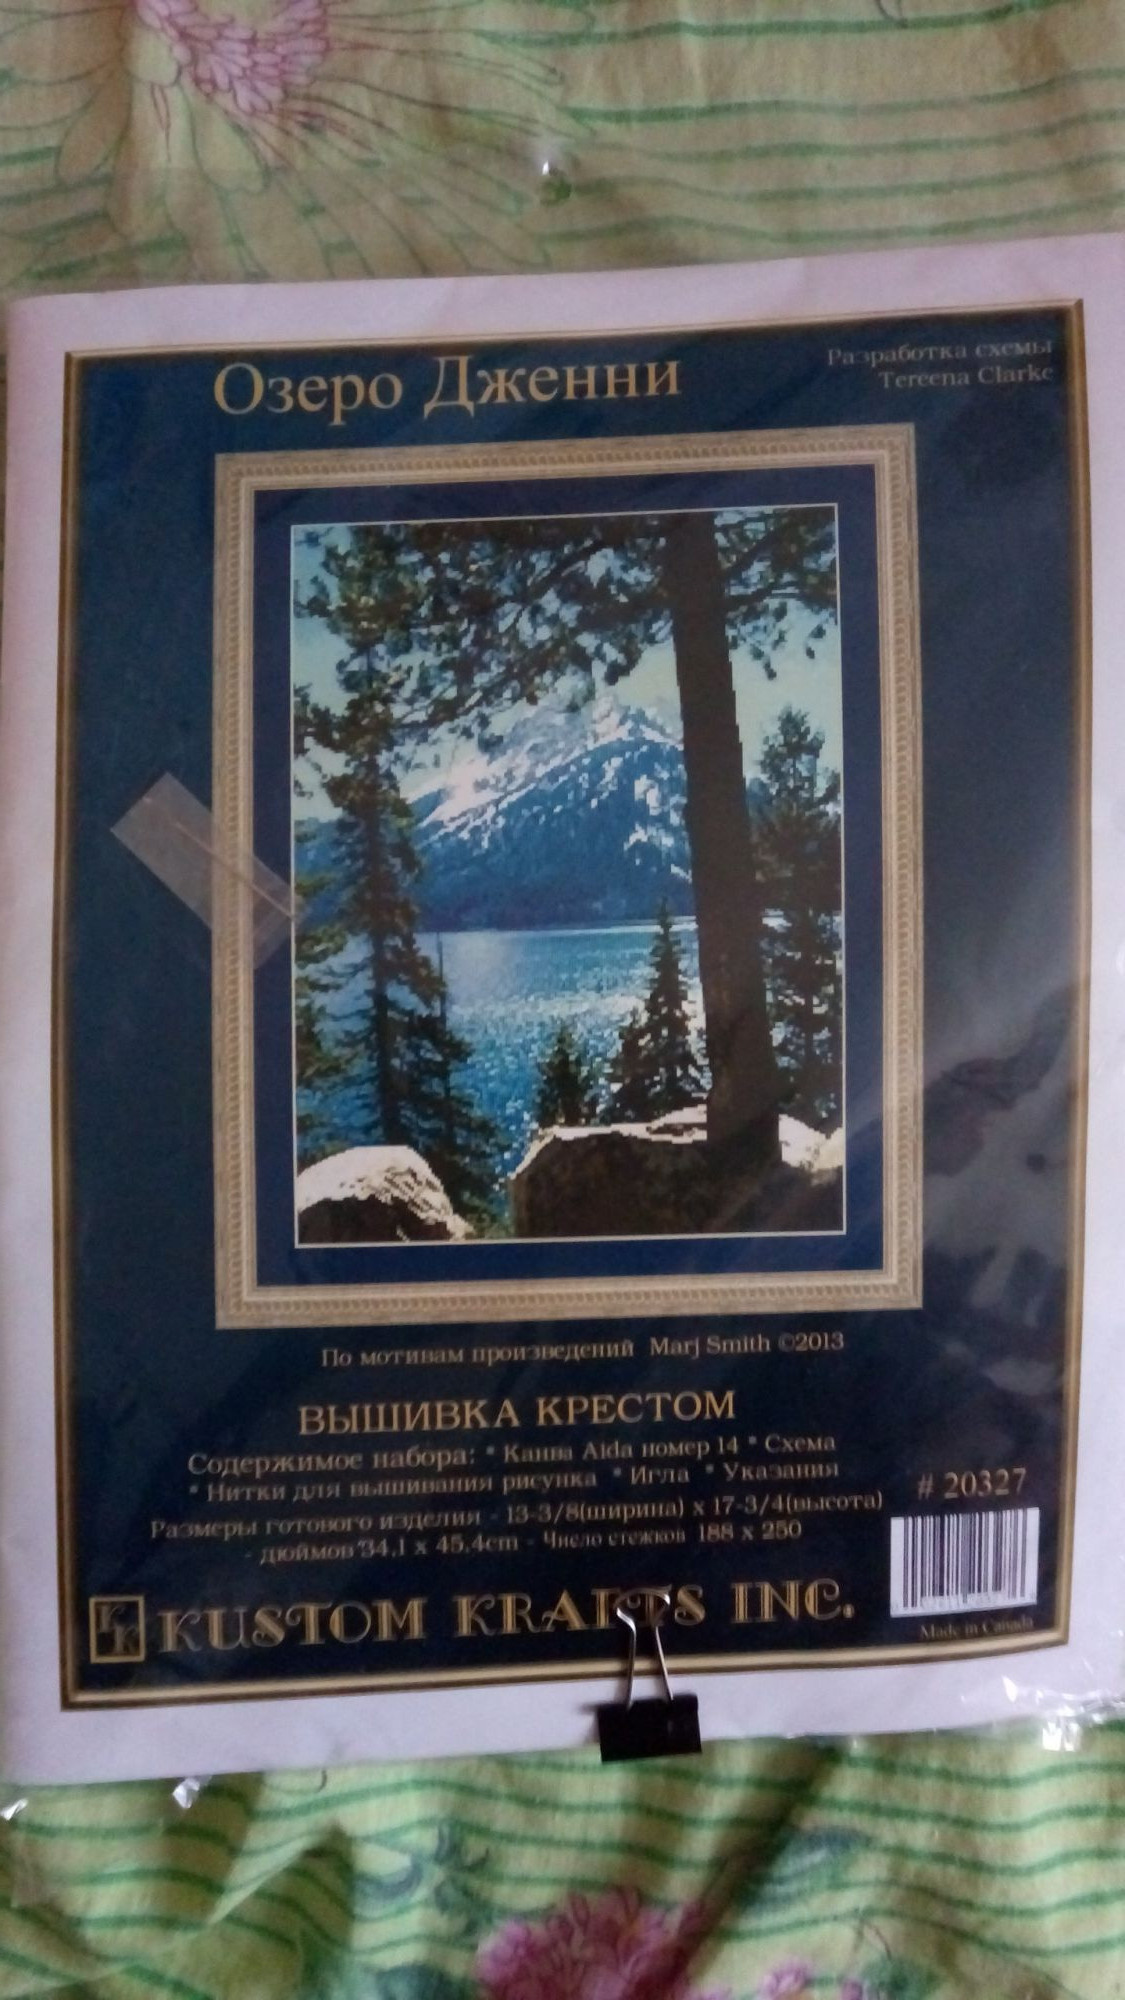 Озеро Дженни
Разработка схемы
Tereena Clarke
По мотивам произведений Marj Smith ©2013
ВЫШИВКА КРЕСТОМ
Содержимое набора: * Канва Aida номер 14 * Схема
* Нитки для вышивания рисунка * Игла * Указания
Размеры готового изделия - 13-3/8(ширина) x 17-3/4(высота)
- дюймов 34,1 x 45,4cm - Число стежков 188 x 250
# 20327
KK KUSTOM KRAFTS INC.
Made in Canada